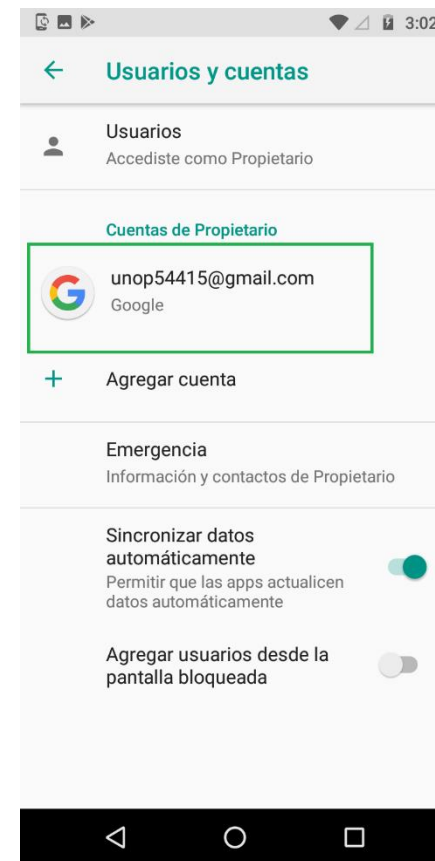 3:02
Usuarios y cuentas
Usuarios
Accediste como Propietario
Cuentas de Propietario
unop54415@gmail.com
Google
Agregar cuenta
Emergencia
Información y contactos de Propietario
Sincronizar datos
automáticamente
Permitir que las apps actualicen
datos automáticamente
Agregar usuarios desde la
pantalla bloqueada